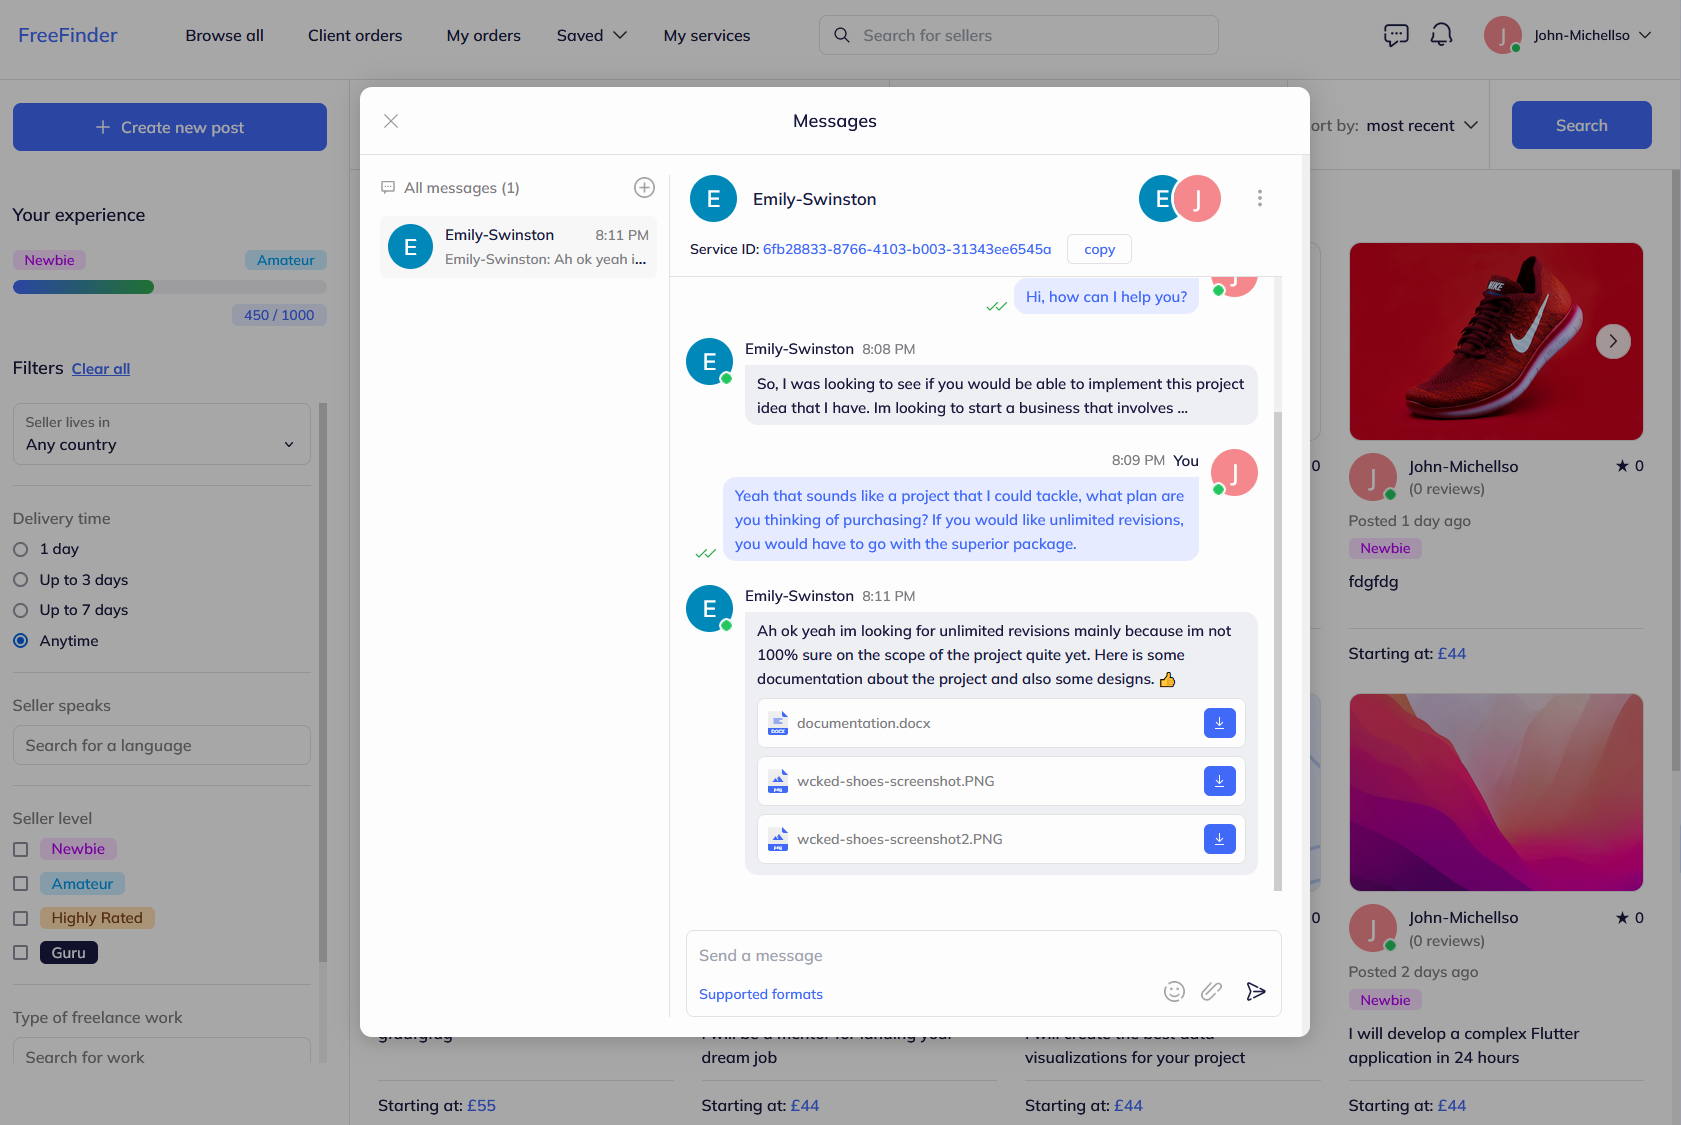 FreeFinder
Browse all
Client orders
My orders
Saved
My services
Search for sellers
J
John-Michellso
Create new post
ort by: most recent
Search
Your experience
Newbie
Amateur
450 / 1000
Filters Clear all
Seller lives in
Any country
Delivery time
1 day
Up to 3 days
Up to 7 days
Anytime
Seller speaks
Search for a language
Seller level
Newbie
Amateur
Highly Rated
Guru
Type of freelance work
Search for work
Messages
All messages (1)
E
Emily-Swinston 8:11 PM
Emily-Swinston: Ah ok yeah i...
E
Emily-Swinston
E
J
Service ID: 6fb28833-8766-4103-b003-31343ee6545a
copy
J
Hi, how can I help you?
E
Emily-Swinston 8:08 PM
So, I was looking to see if you would be able to implement this project
idea that I have. Im looking to start a business that involves ...
8:09 PM You
J
Yeah that sounds like a project that I could tackle, what plan are
you thinking of purchasing? If you would like unlimited revisions,
you would have to go with the superior package.
E
Emily-Swinston 8:11 PM
Ah ok yeah im looking for unlimited revisions mainly because im not
100% sure on the scope of the project quite yet. Here is some
documentation about the project and also some designs. 👍
DOCX
documentation.docx
png
wcked-shoes-screenshot.PNG
png
wcked-shoes-screenshot2.PNG
Send a message
Supported formats
NIKE
0
J
John-Michellso
★ 0
(0 reviews)
Posted 1 day ago
Newbie
fdgfdg
Starting at: £44
0
J
John-Michellso
★ 0
(0 reviews)
Posted 2 days ago
Newbie
I will develop a complex Flutter
application in 24 hours
Starting at: £44
dream job
visualizations for your project
Starting at: £55
Starting at: £44
Starting at: £44